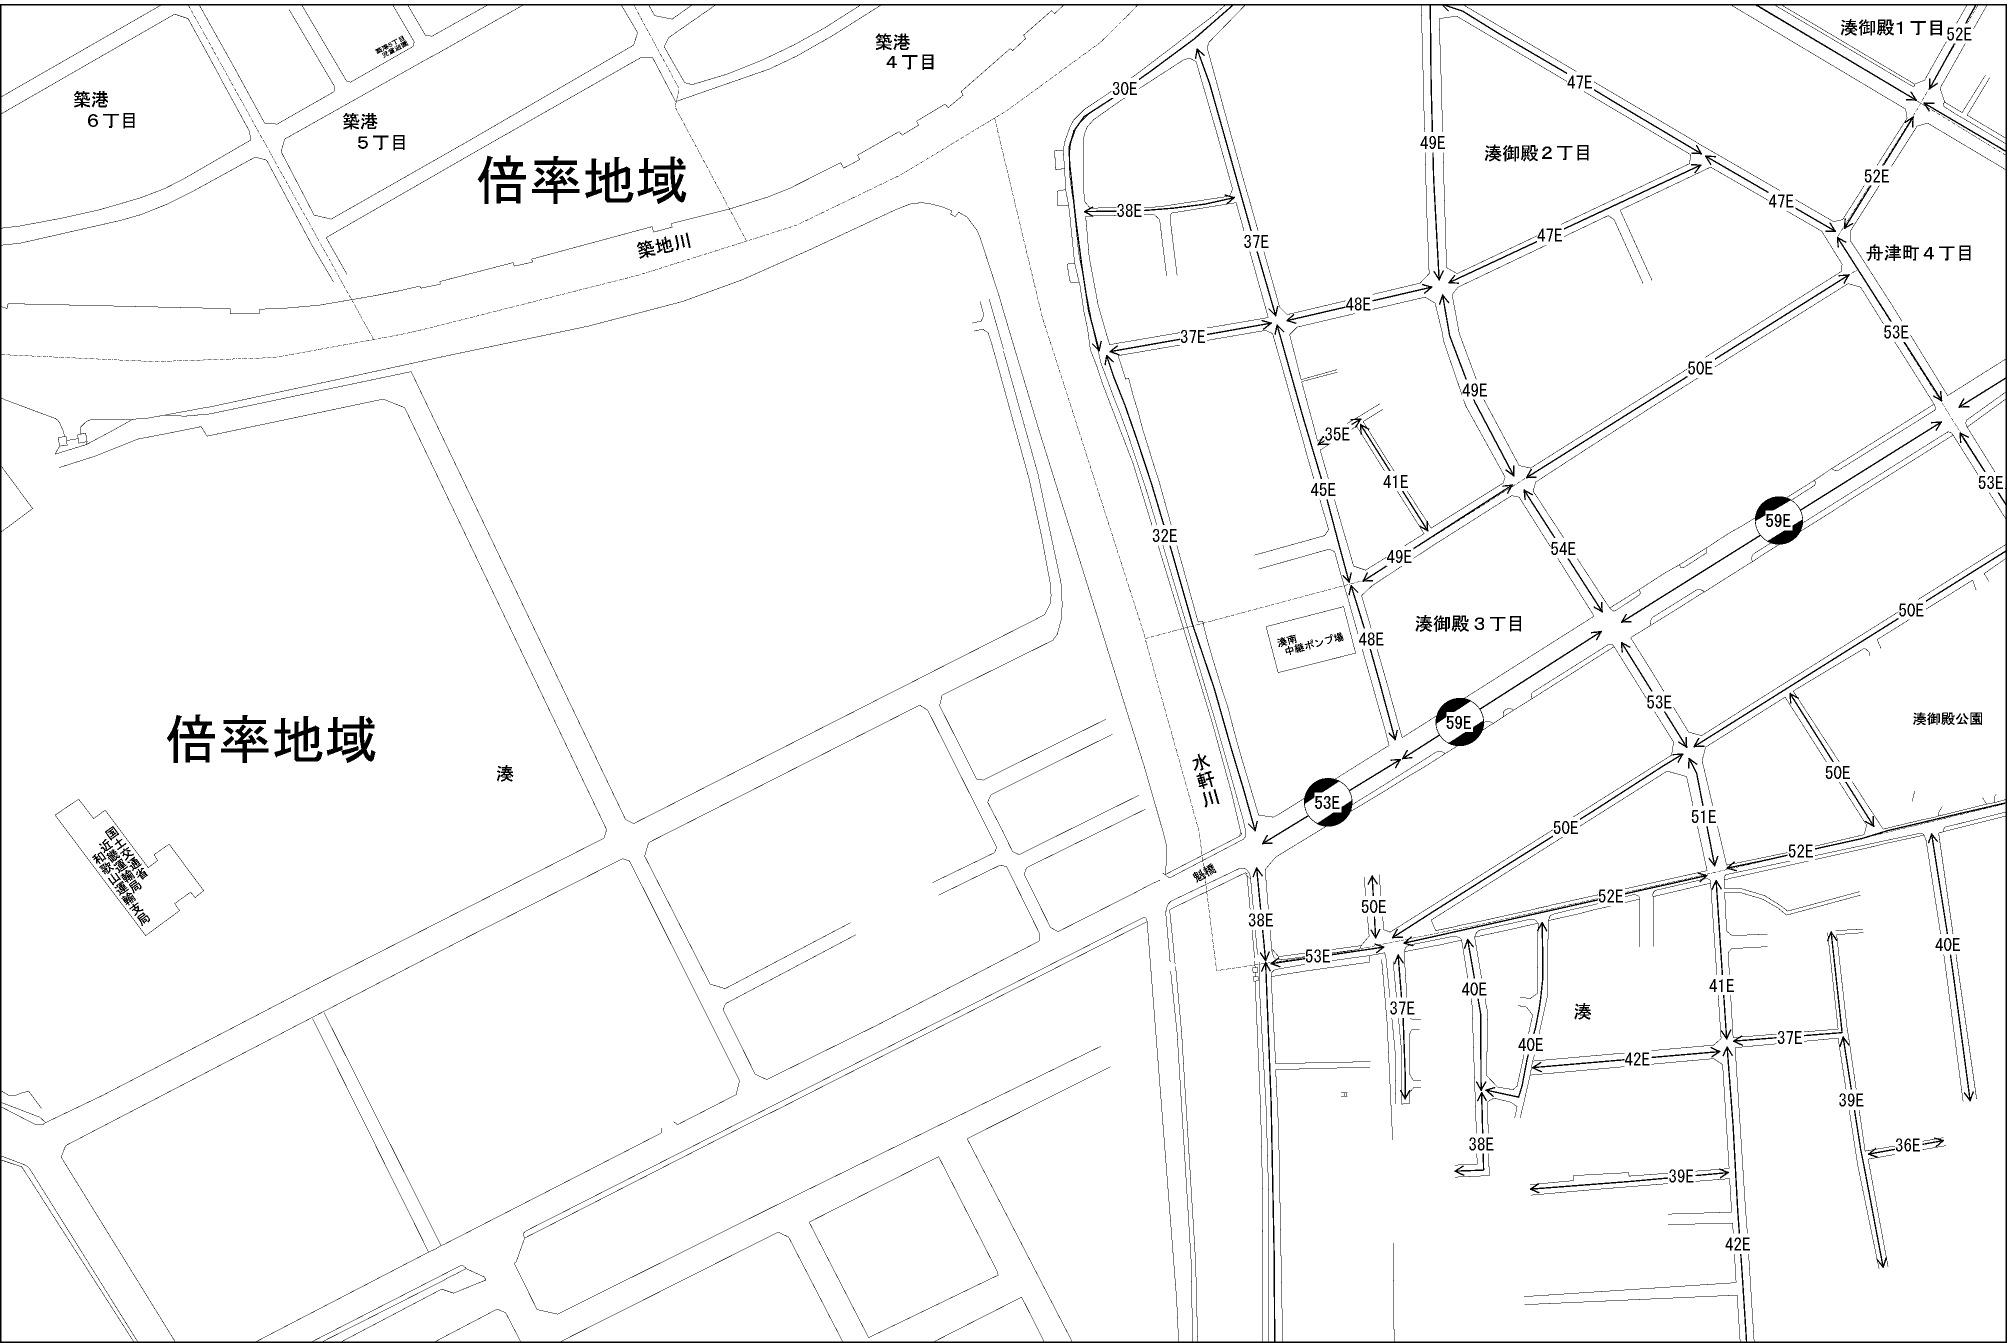 湊御殿１丁目
52E
築港
４丁目
築港
６丁目
築港
５丁目
倍率地域
築地川
30E
47E
49E
湊御殿２丁目
52E
47E
38E
37E
47E
舟津町４丁目
48E
37E
53E
50E
49E
35E
41E
45E
53E
59E
32E
54E
49E
50E
湊御殿３丁目
48E
湊南
中継ポンプ場
53E
59E
湊御殿公園
倍率地域
湊
水軒川
50E
53E
51E
50E
52E
国土交通省
近畿運輸局
和歌山運輸支局
魁橋
50E
52E
38E
53E
40E
37E
40E
41E
湊
40E
37E
42E
39E
38E
36E
39E
42E